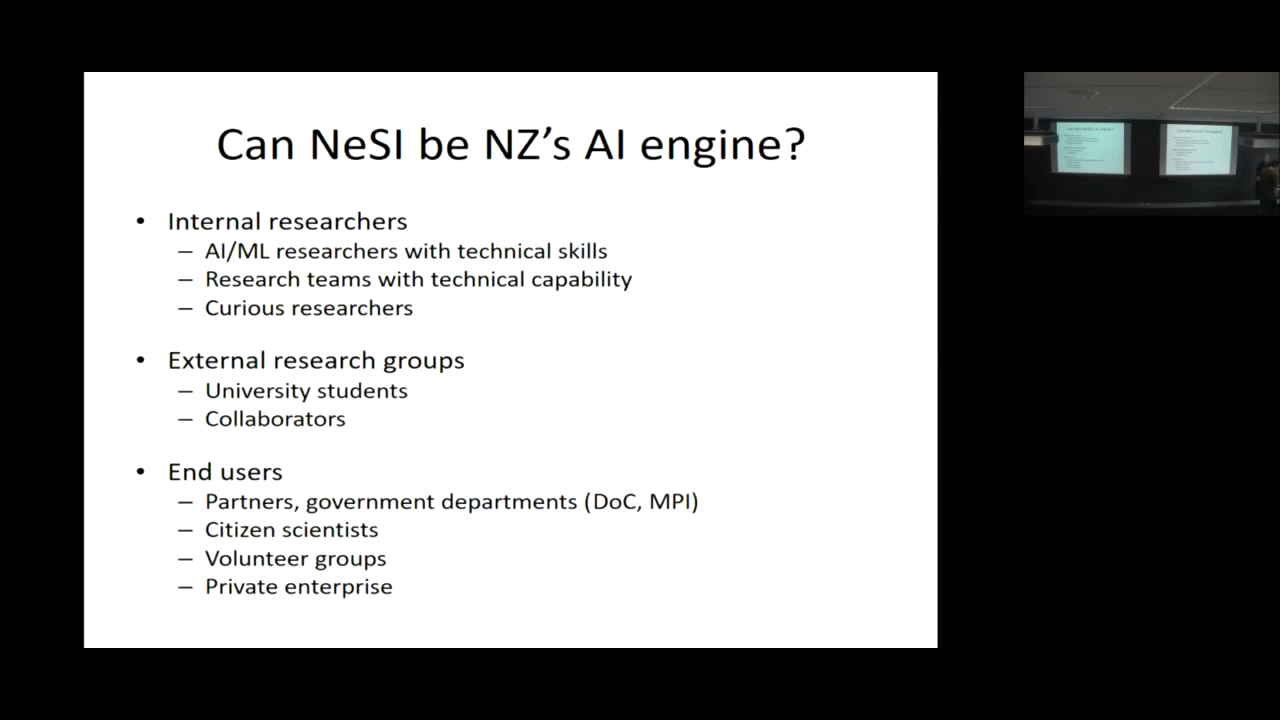 Can NeSI be NZ's AI engine?
• Internal researchers
– AI/ML researchers with technical skills
– Research teams with technical capability
– Curious researchers
• External research groups
– University students
– Collaborators
• End users
– Partners, government departments (DoC, MPI)
– Citizen scientists
– Volunteer groups
– Private enterprise